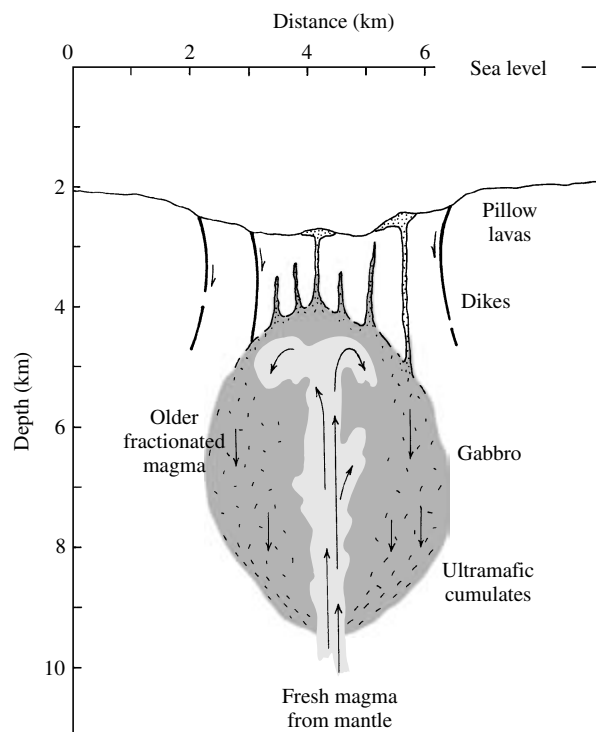 Distance (km)
0 2 4 6
Sea level
2
Pillow
lavas
Dikes
4
Depth (km)
6
Older
fractionated
magma
Gabbro
8
Ultramafic
cumulates
10
Fresh magma
from mantle